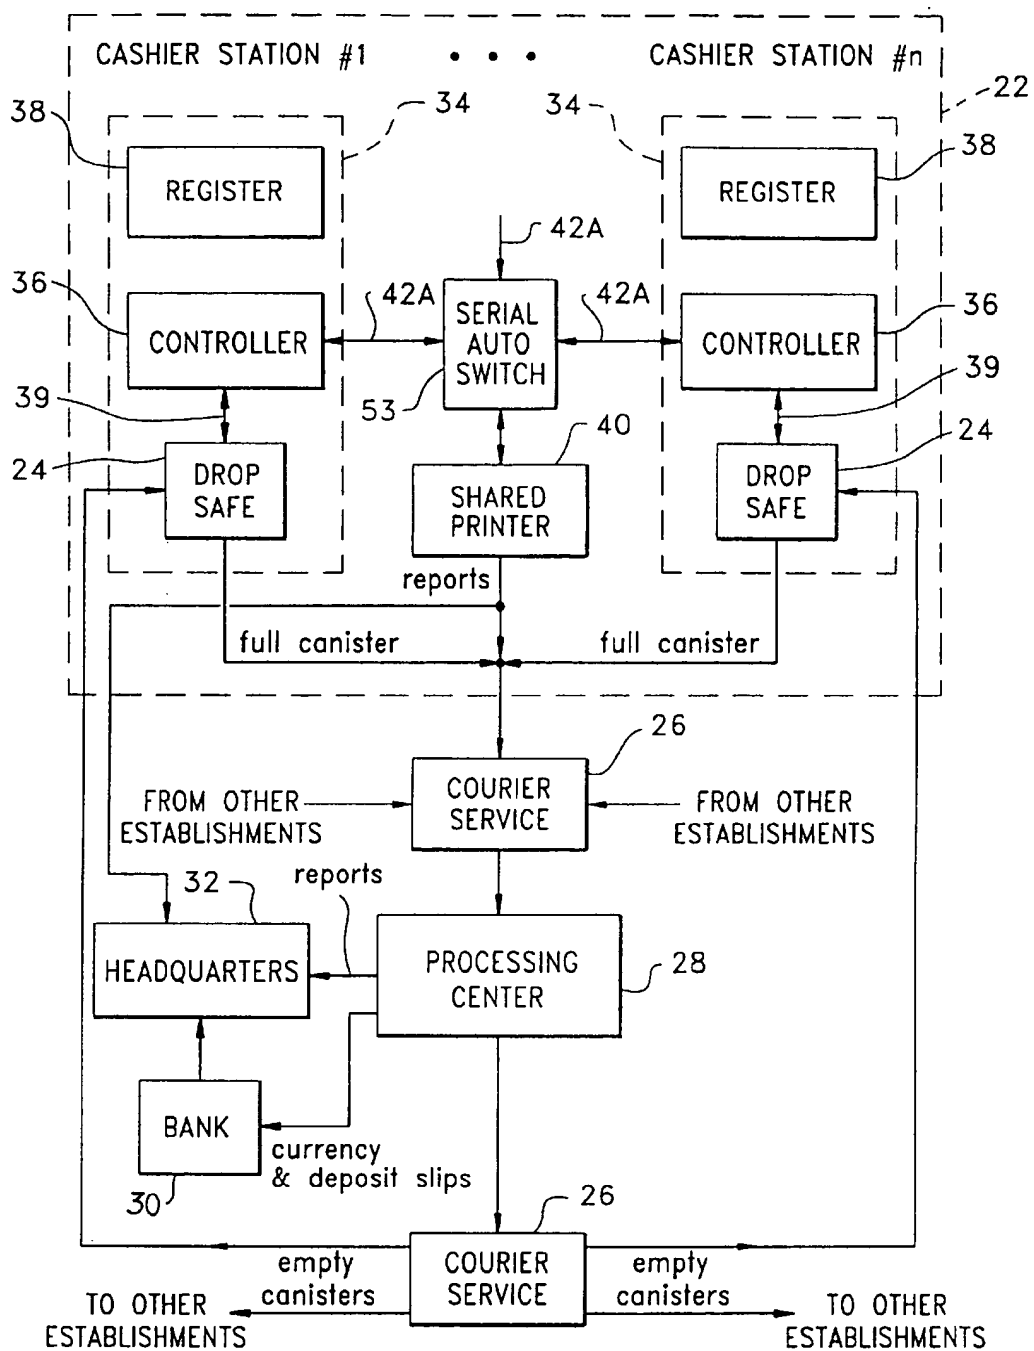 CASHIER STATION #1
• • •
CASHIER STATION #n
22
38
34
34
38
REGISTER
REGISTER
42A
36
42A
42A
36
CONTROLLER
SERIAL
AUTO
SWITCH
CONTROLLER
39
53
39
40
24
24
DROP
SAFE
SHARED
PRINTER
DROP
SAFE
reports
full canister
full canister
26
FROM OTHER
ESTABLISHMENTS
COURIER
SERVICE
FROM OTHER
ESTABLISHMENTS
32
reports
HEADQUARTERS
PROCESSING
CENTER
28
BANK
30
currency
& deposit slips
26
empty
canisters
COURIER
SERVICE
empty
canisters
TO OTHER
ESTABLISHMENTS
TO OTHER
ESTABLISHMENTS